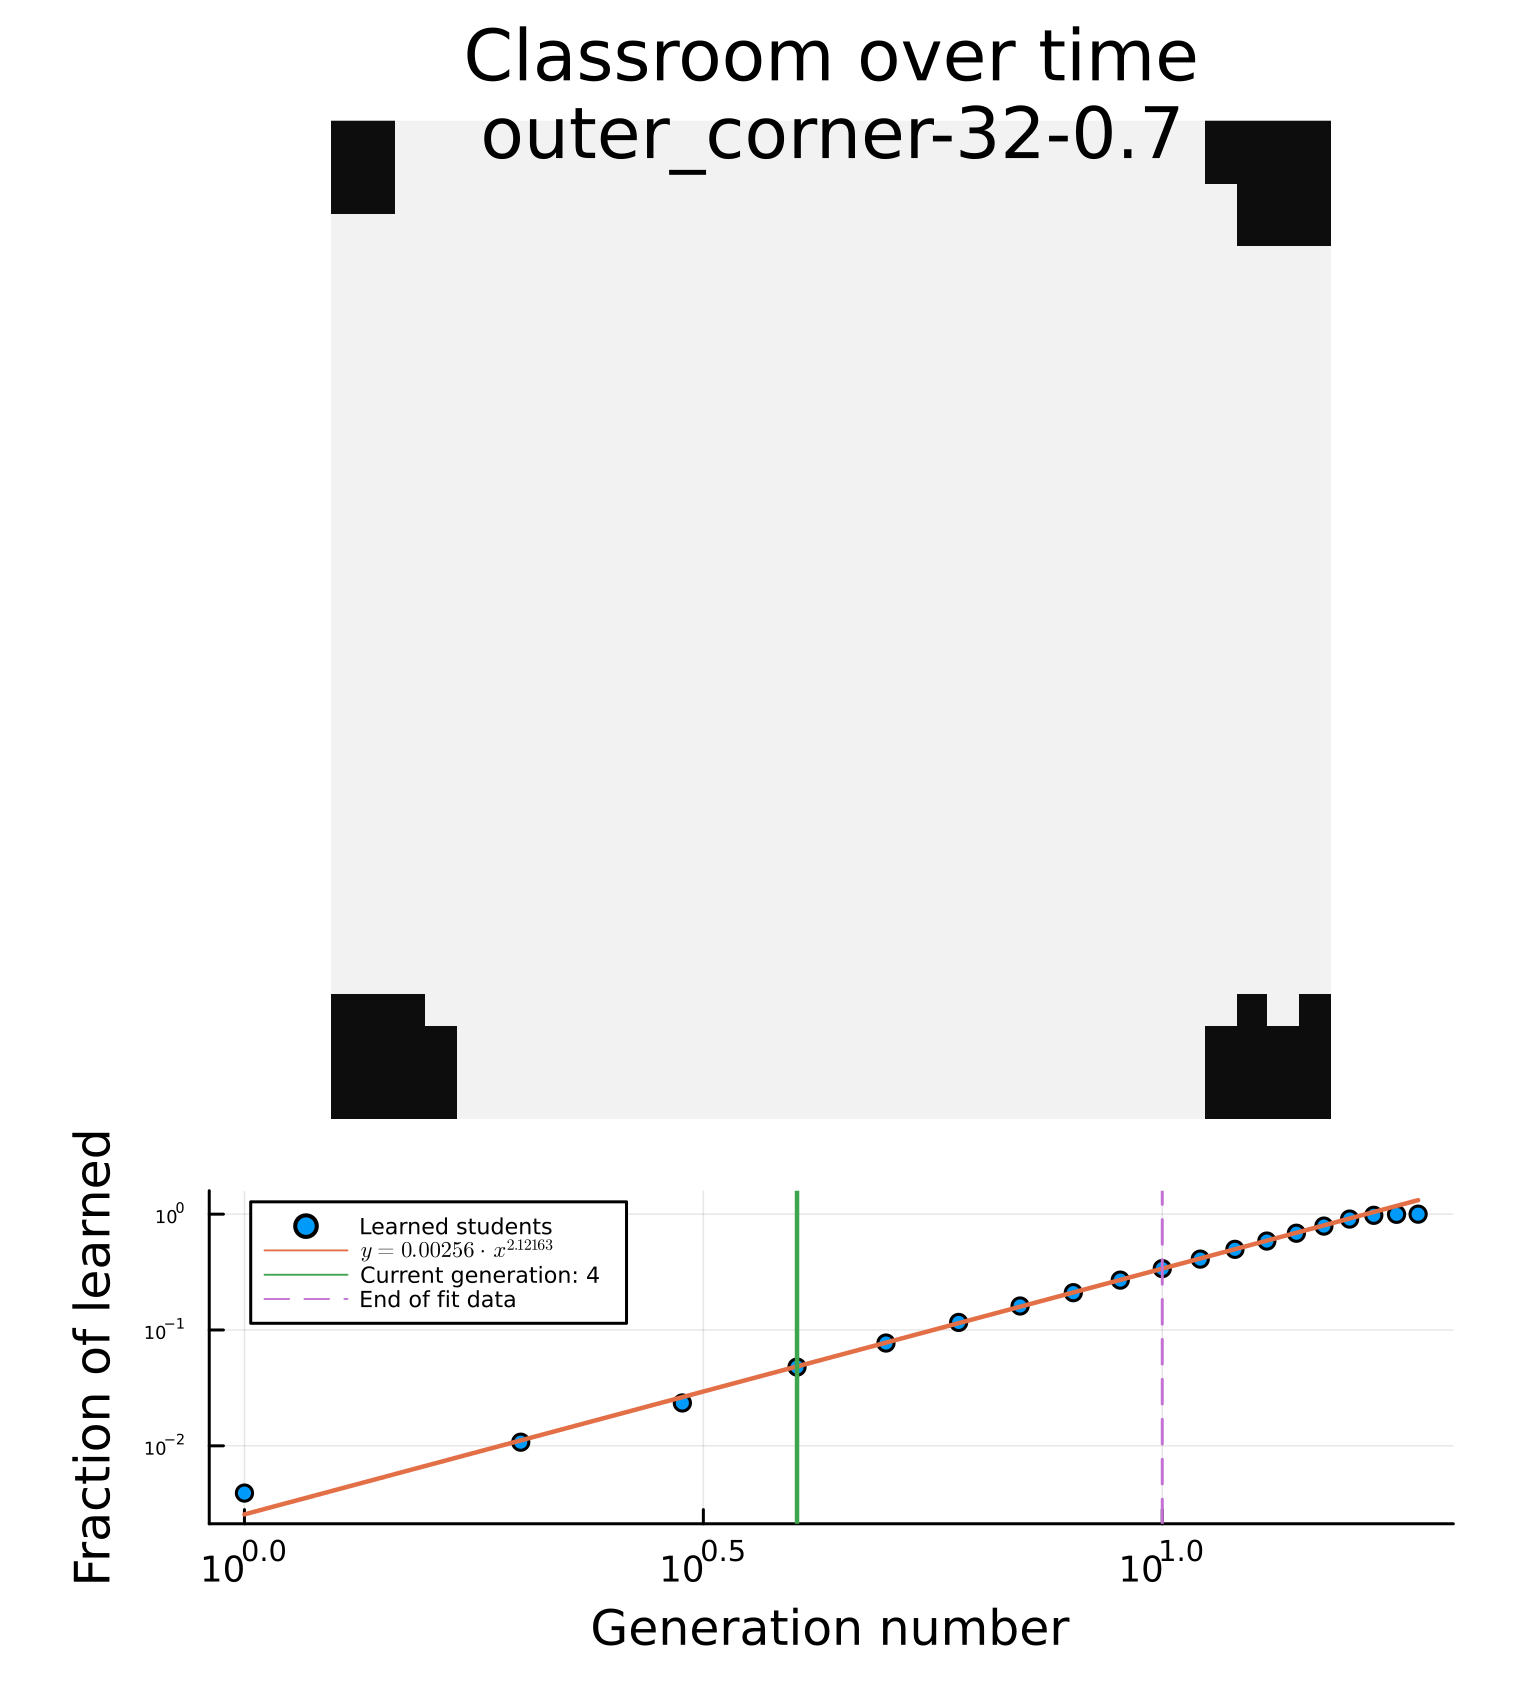 Classroom over time
outer_corner-32-0.7
Fraction of learned
10^0
10^−1
10^−2
Learned students
y = 0.00256 · x^2.12163
Current generation: 4
End of fit data
10^0.0
10^0.5
10^1.0
Generation number